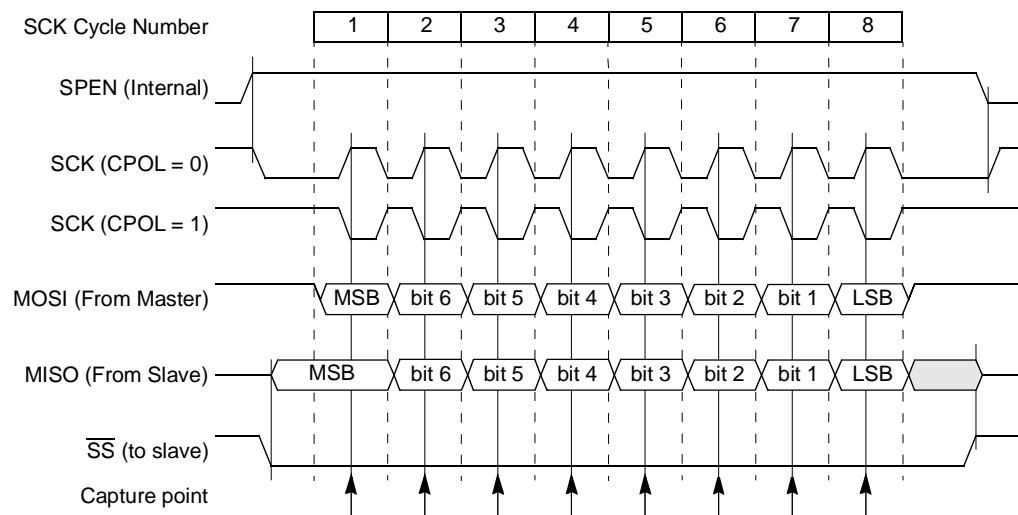 SCK Cycle Number 1 2 3 4 5 6 7 8
SPEN (Internal)
SCK (CPOL = 0)
SCK (CPOL = 1)
MOSI (From Master) MSB bit 6 bit 5 bit 4 bit 3 bit 2 bit 1 LSB
MISO (From Slave) MSB bit 6 bit 5 bit 4 bit 3 bit 2 bit 1 LSB
SS (to slave)
Capture point